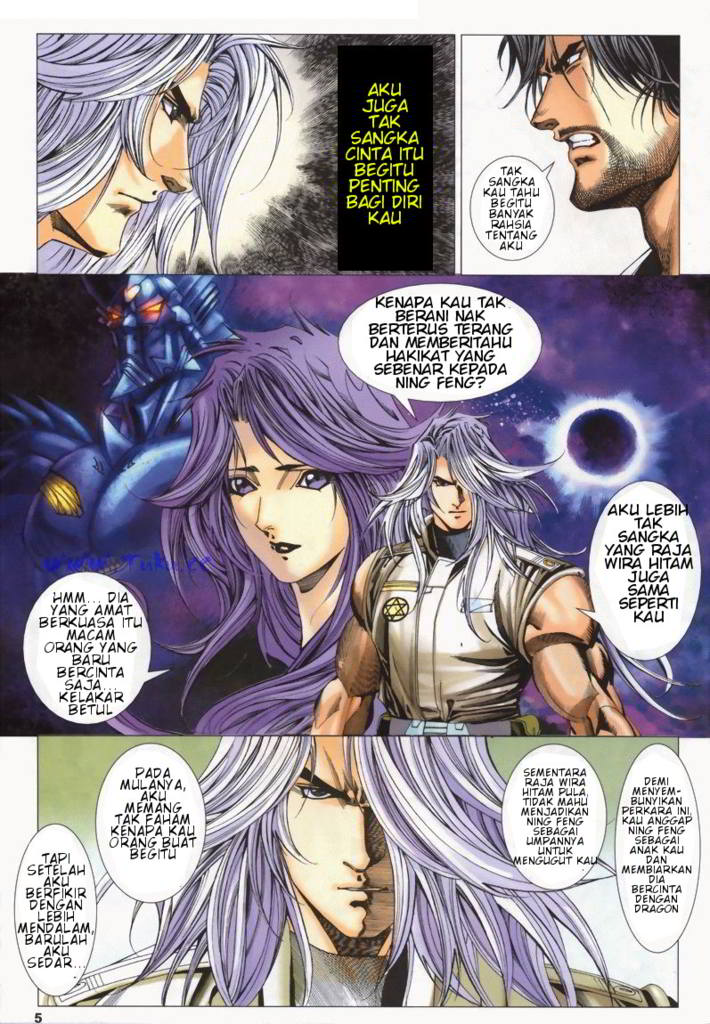 TAK
SANGKA
KAU TAHU
BEGITU
BANYAK
RAHSIA
TENTANG
AKU
AKU
JUGA
TAK
SANGKA
CINTA ITU
BEGITU
PENTING
BAGI DIRI
KAU
KENAPA KAU TAK
BERANI NAK
BERTERUS TERANG
DAN MEMBERITAHU
HAKIKAT YANG
SEBENAR KEPADA
NING FENG?
AKU LEBIH
TAK
SANGKA
YANG RAJA
WIRA HITAM
JUGA
SAMA
SEPERTI
KAU
HMM... DIA
YANG AMAT
BERKUASA ITU
MACAM
ORANG YANG
BARU
BERCINTA
SAJA...
KELAKAR
BETUL
DEMI
MENYEM-
BUNYIKAN
PERKARA INI,
KAU ANGGAP
NING FENG
SEBAGAI
ANAK KAU
DAN
MEMBIARKAN
DIA
BERCINTA
DENGAN
DRAGON
SEMENTARA
RAJA WIRA
HITAM PULA,
TIDAK MAHU
MENJADIKAN
NING FENG
SEBAGAI
UMPANNYA
UNTUK
MENGUGUT KAU
PADA
MULANYA,
AKU
MEMANG
TAK FAHAM
KENAPA KAU
ORANG BUAT
BEGITU
TAPI
SETELAH
AKU
BERFIKIR
DENGAN
LEBIH
MENDALAM,
BARULAH
AKU
SEDAR...
5